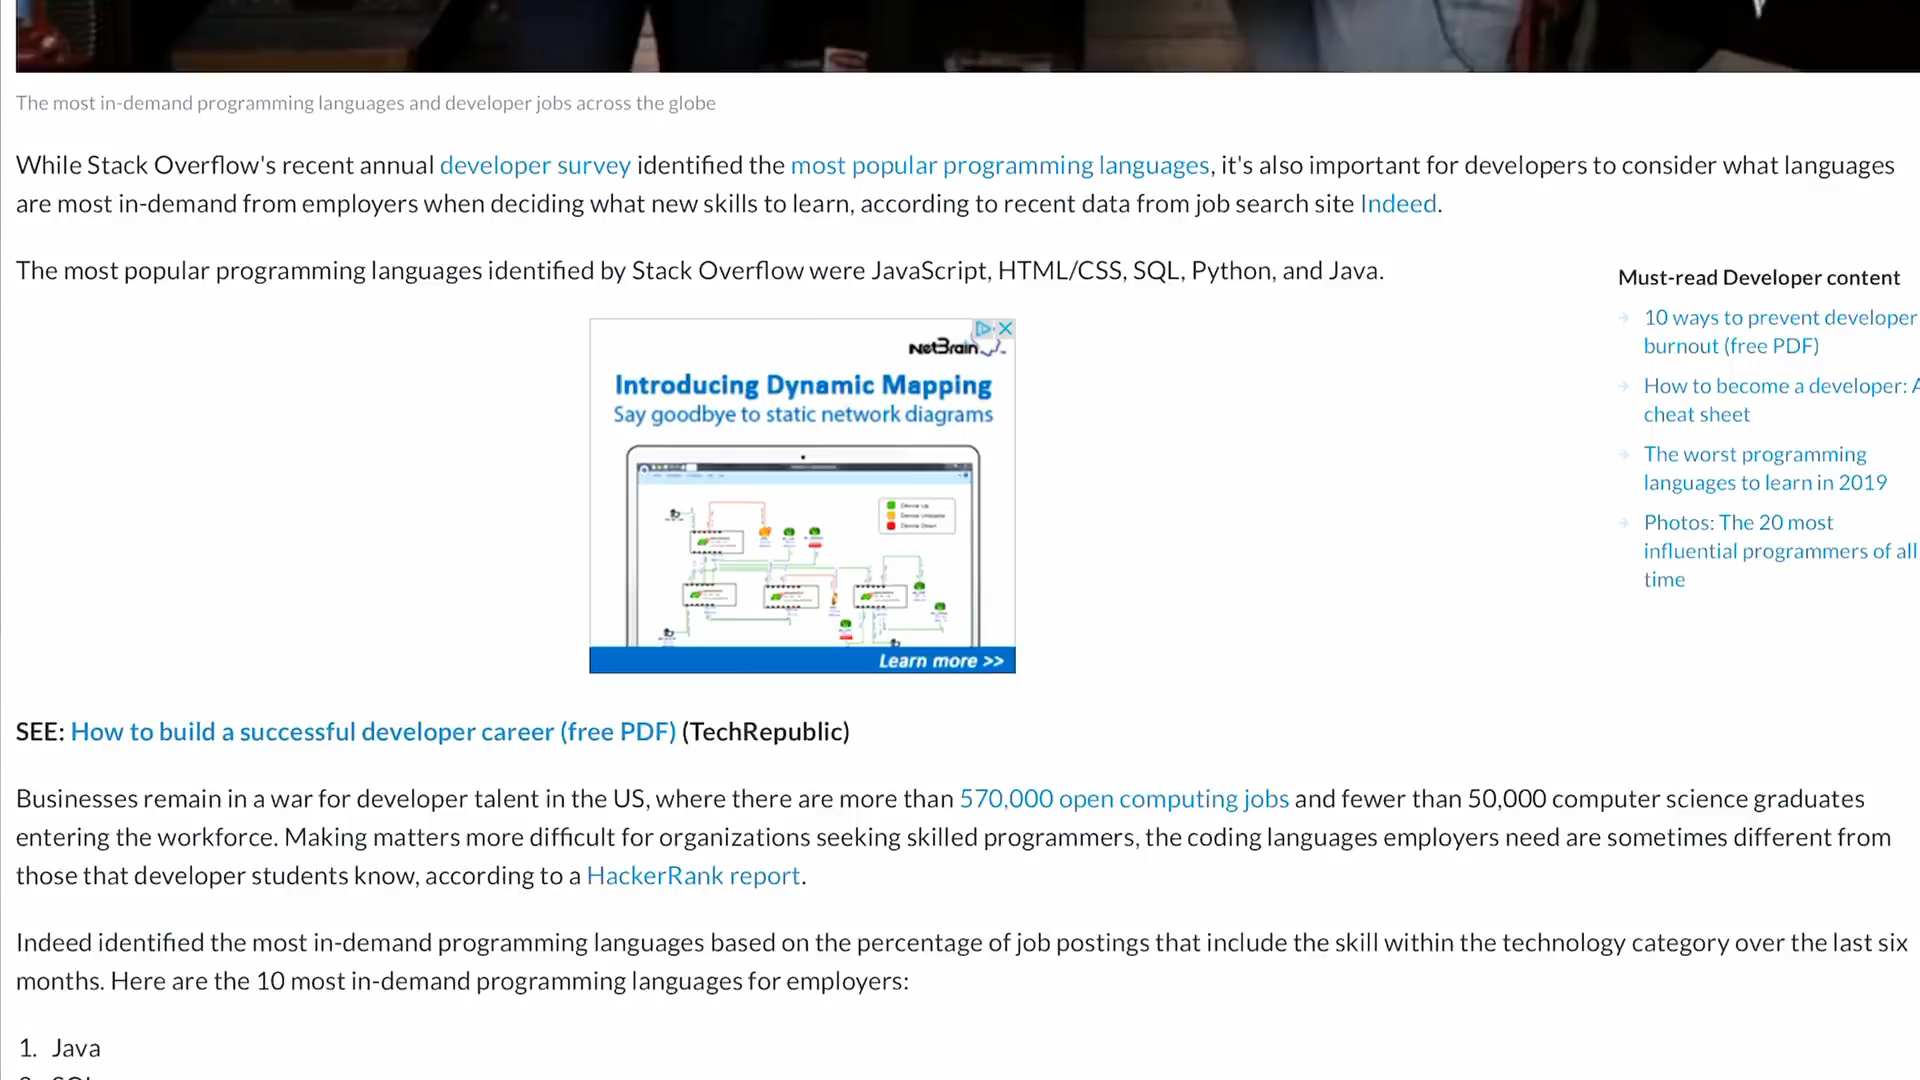 The most in-demand programming languages and developer jobs across the globe
While Stack Overflow's recent annual developer survey identified the most popular programming languages, it's also important for developers to consider what languages
are most in-demand from employers when deciding what new skills to learn, according to recent data from job search site Indeed.
The most popular programming languages identified by Stack Overflow were JavaScript, HTML/CSS, SQL, Python, and Java.
NetBrain
Introducing Dynamic Mapping
Say goodbye to static network diagrams
Learn more >>
Must-read Developer content
10 ways to prevent developer
burnout (free PDF)
How to become a developer: A
cheat sheet
The worst programming
languages to learn in 2019
Photos: The 20 most
influential programmers of all
time
SEE: How to build a successful developer career (free PDF) (TechRepublic)
Businesses remain in a war for developer talent in the US, where there are more than 570,000 open computing jobs and fewer than 50,000 computer science graduates
entering the workforce. Making matters more difficult for organizations seeking skilled programmers, the coding languages employers need are sometimes different from
those that developer students know, according to a HackerRank report.
Indeed identified the most in-demand programming languages based on the percentage of job postings that include the skill within the technology category over the last six
months. Here are the 10 most in-demand programming languages for employers:
1. Java